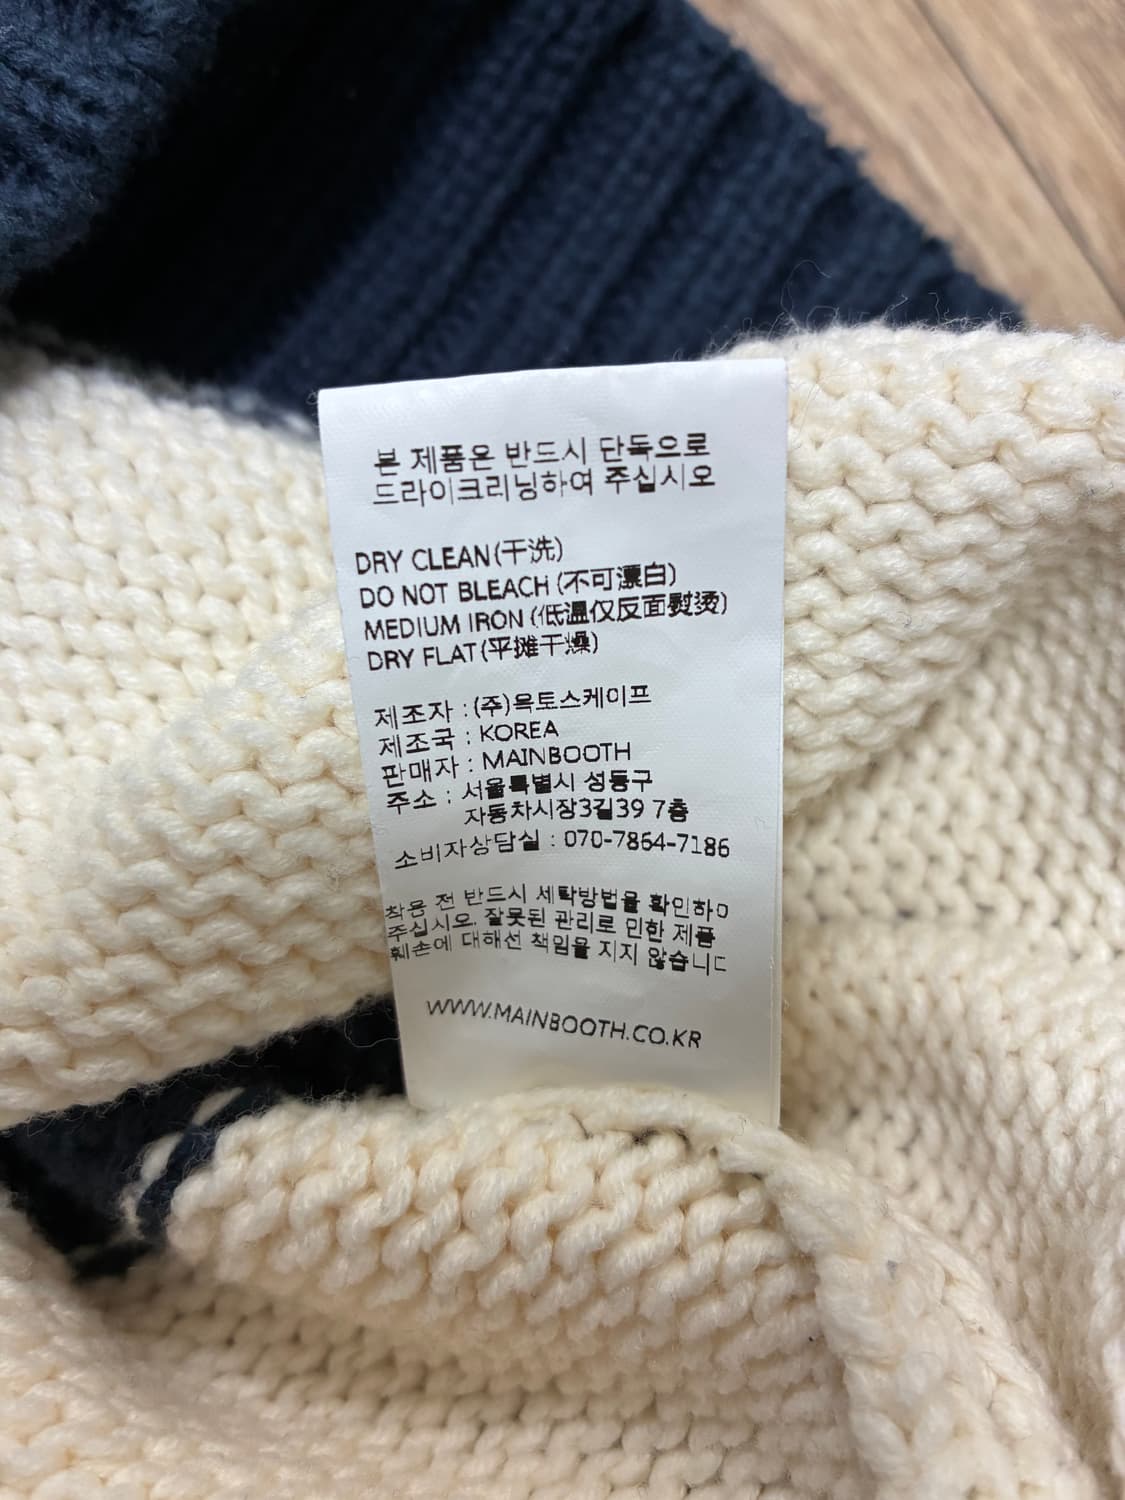 본 제품은 반드시 단독으로
드라이크리닝하여 주십시오
DRY CLEAN(干洗)
DO NOT BLEACH (不可漂白)
MEDIUM IRON (低温仅反面熨烫)
DRY FLAT(平摊干燥)
제조자 : (주)욕토스케이프
제조국 : KOREA
판매자 : MAINBOOTH
주소 : 서울특별시 성동구
자동차시장3길39 7층
소비자상담실 : 070-7864-7186
착용 전 반드시 세탁방법을 확인하
주십시오. 잘못된 관리로 인한 제품
훼손에 대해선 책임을 지지 않습니
WWW.MAINBOOTH.CO.KR